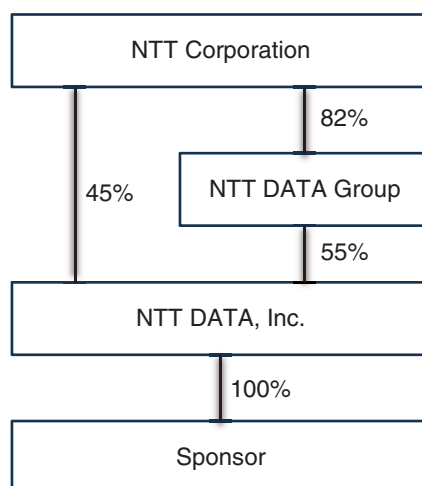 NTT Corporation
82%
NTT DATA Group
45%
55%
NTT DATA, Inc.
100%
Sponsor